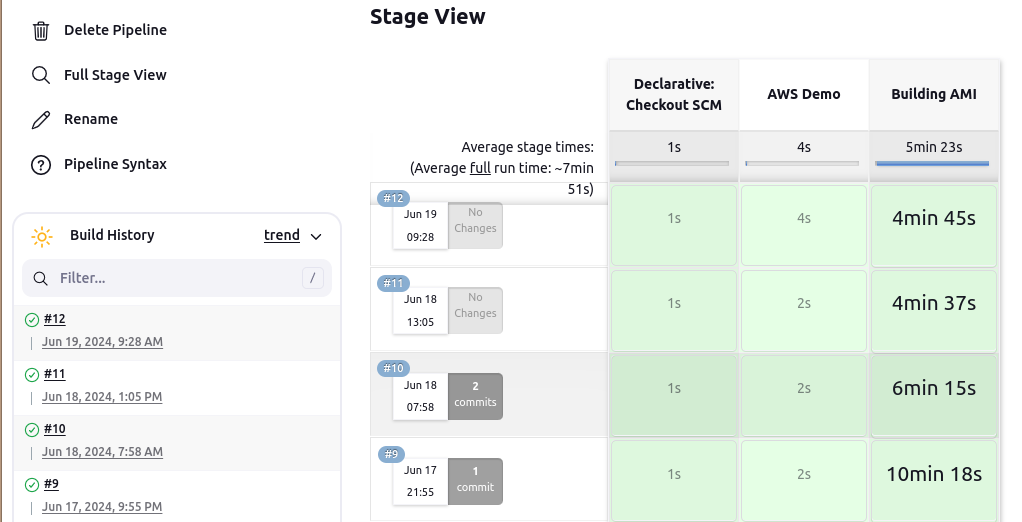 Delete Pipeline
Full Stage View
Rename
Pipeline Syntax
Build History
trend
Filter...
/
#12
Jun 19, 2024, 9:28 AM
#11
Jun 18, 2024, 1:05 PM
#10
Jun 18, 2024, 7:58 AM
#9
Jun 17, 2024, 9:55 PM
Stage View
Declarative:
Checkout SCM
AWS Demo
Building AMI
Average stage times:
(Average full run time: ~7min
51s)
1s
4s
5min 23s
#12
Jun 19
09:28
No
Changes
1s
4s
4min 45s
#11
Jun 18
13:05
No
Changes
1s
2s
4min 37s
#10
Jun 18
07:58
2
commits
1s
2s
6min 15s
#9
Jun 17
21:55
1
commit
1s
2s
10min 18s